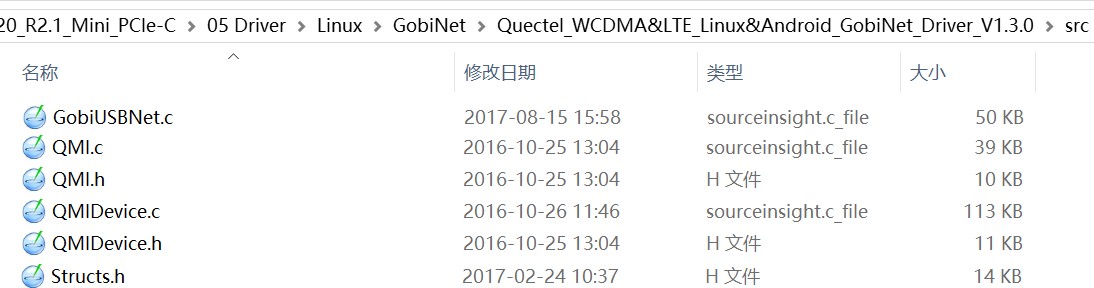 20_R2.1_Mini_PCIe-C > 05 Driver > Linux > GobiNet > Quectel_WCDMA&LTE_Linux&Android_GobiNet_Driver_V1.3.0 > src
名称 修改日期 类型 大小
GobiUSBNet.c 2017-08-15 15:58 sourceinsight.c_file 50 KB
QMI.c 2016-10-25 13:04 sourceinsight.c_file 39 KB
QMI.h 2016-10-25 13:04 H 文件 10 KB
QMIDevice.c 2016-10-26 11:46 sourceinsight.c_file 113 KB
QMIDevice.h 2016-10-25 13:04 H 文件 11 KB
Structs.h 2017-02-24 10:37 H 文件 14 KB